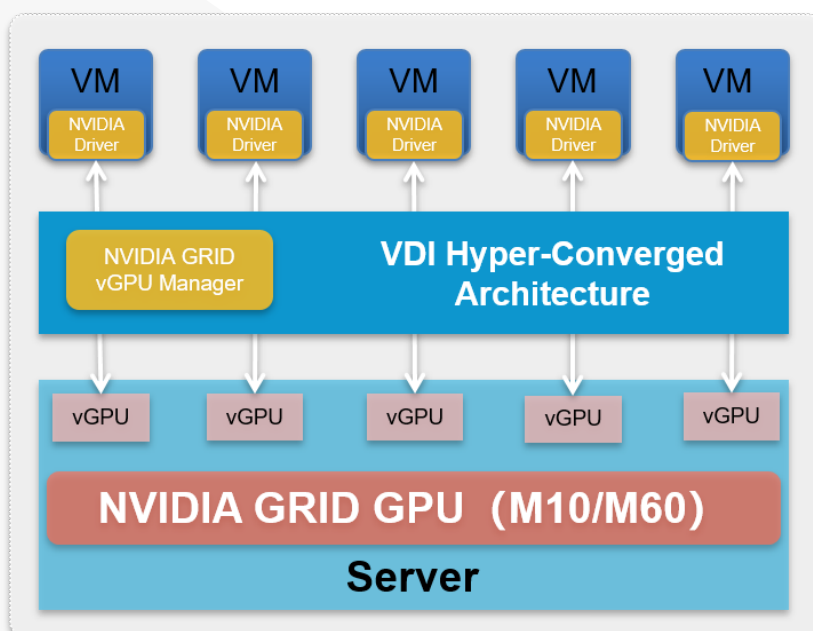 VM
VM
VM
VM
VM
NVIDIA
Driver
NVIDIA
Driver
NVIDIA
Driver
NVIDIA
Driver
NVIDIA
Driver
NVIDIA GRID
vGPU Manager
VDI Hyper-Converged
Architecture
vGPU
vGPU
vGPU
vGPU
vGPU
NVIDIA GRID GPU（M10/M60）
Server